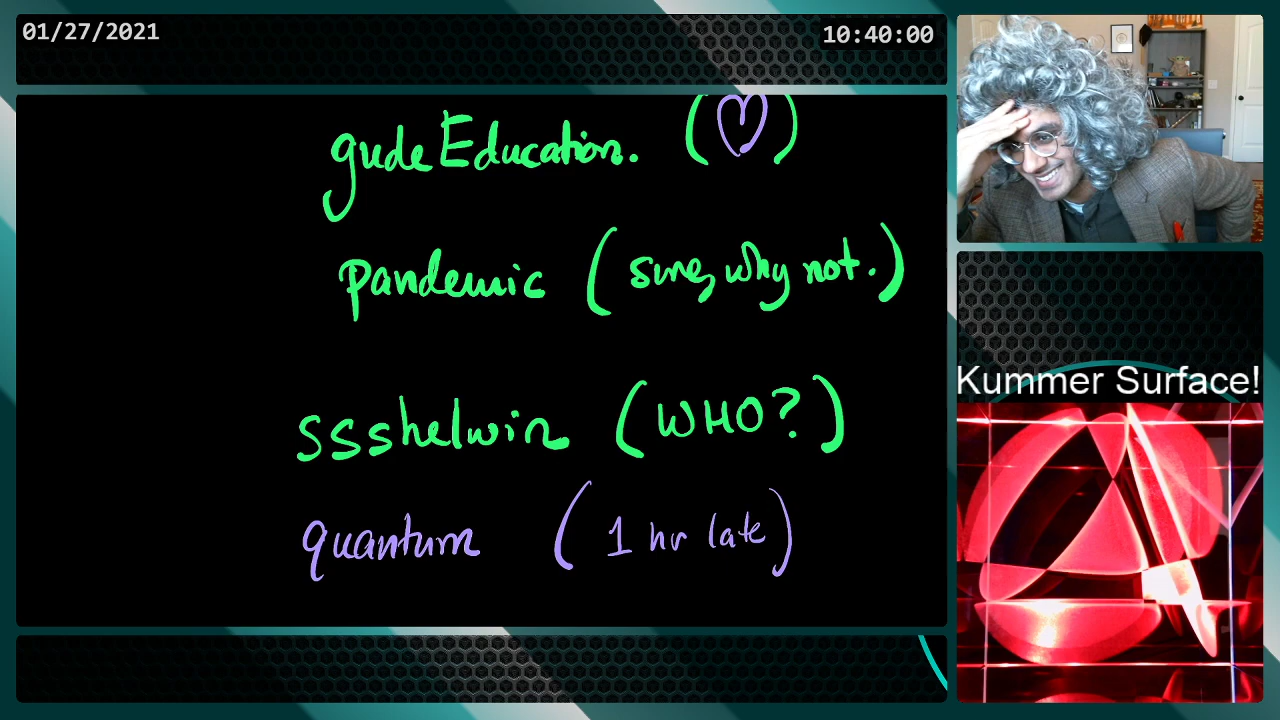 01/27/2021
10:40:00
gudeEducation. (♡)
pandemic (sure, why not.)
ssshelwin (WHO?)
quantum (1 hr late)
Kummer Surface!